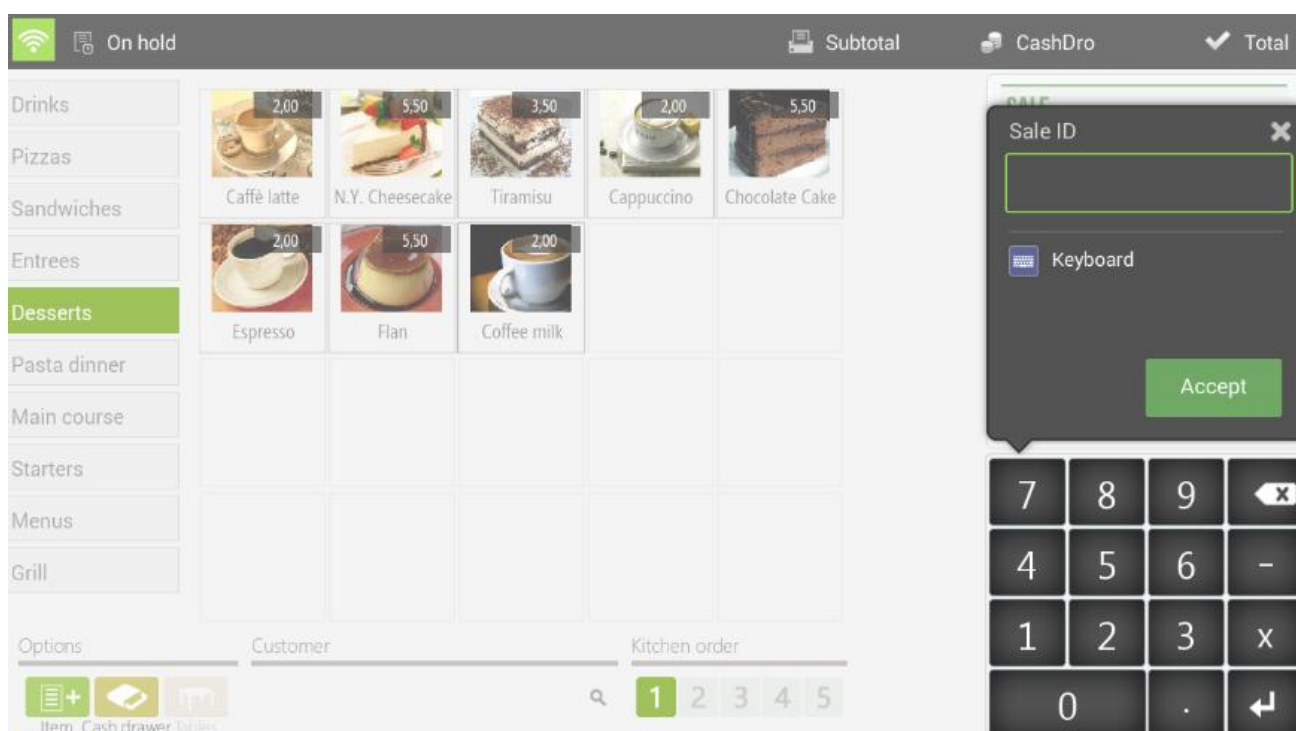 On hold
Subtotal
CashDro
Total
Drinks
Pizzas
Sandwiches
Entrees
Desserts
Pasta dinner
Main course
Starters
Menus
Grill
2,00
5,50
3,50
2,00
5,50
Caffè latte
N.Y. Cheesecake
Tiramisu
Cappuccino
Chocolate Cake
2,00
5,50
2,00
Espresso
Flan
Coffee milk
SALE
Sale ID
Keyboard
Accept
7 8 9
4 5 6 -
1 2 3 x
0 .
Options
Customer
Kitchen order
1 2 3 4 5
Item
Cash drawer
Tables